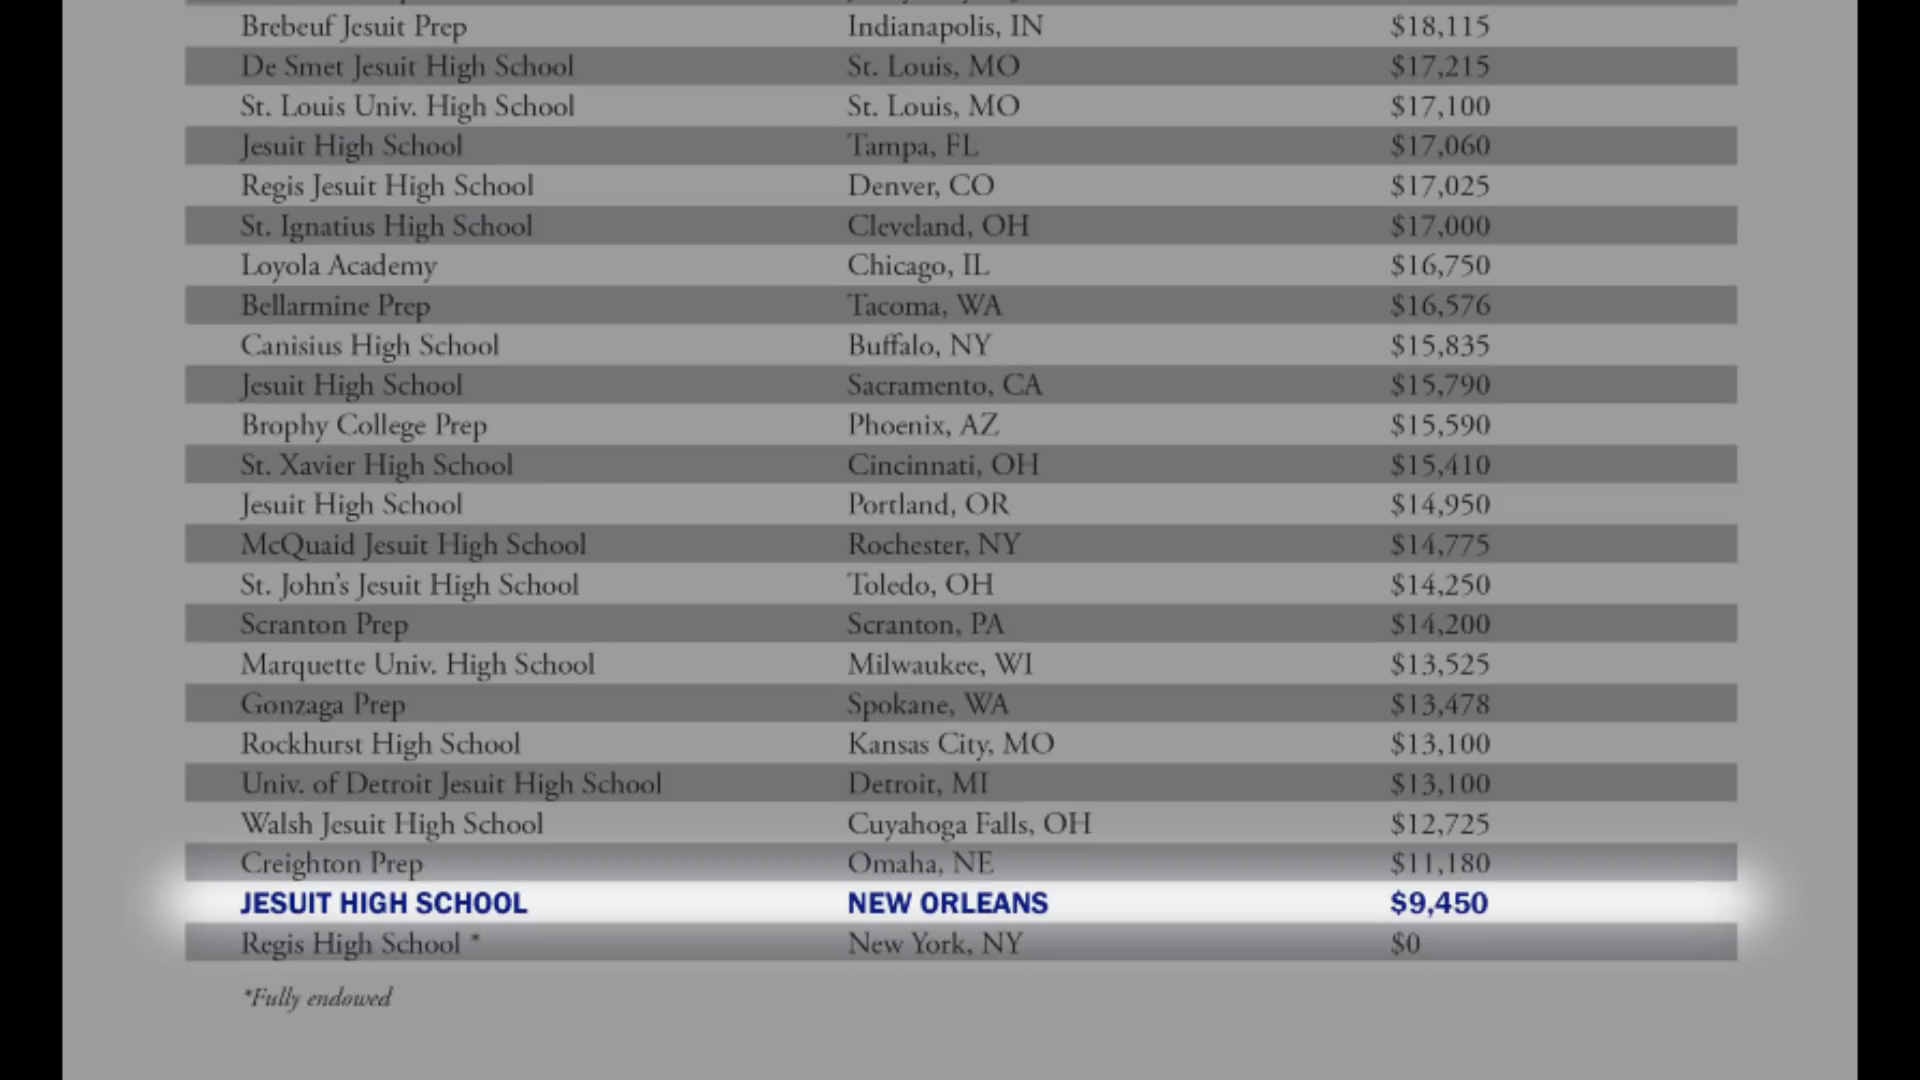 Brebeuf Jesuit Prep Indianapolis, IN $18,115
De Smet Jesuit High School St. Louis, MO $17,215
St. Louis Univ. High School St. Louis, MO $17,100
Jesuit High School Tampa, FL $17,060
Regis Jesuit High School Denver, CO $17,025
St. Ignatius High School Cleveland, OH $17,000
Loyola Academy Chicago, IL $16,750
Bellarmine Prep Tacoma, WA $16,576
Canisius High School Buffalo, NY $15,835
Jesuit High School Sacramento, CA $15,790
Brophy College Prep Phoenix, AZ $15,590
St. Xavier High School Cincinnati, OH $15,410
Jesuit High School Portland, OR $14,950
McQuaid Jesuit High School Rochester, NY $14,775
St. John's Jesuit High School Toledo, OH $14,250
Scranton Prep Scranton, PA $14,200
Marquette Univ. High School Milwaukee, WI $13,525
Gonzaga Prep Spokane, WA $13,478
Rockhurst High School Kansas City, MO $13,100
Univ. of Detroit Jesuit High School Detroit, MI $13,100
Walsh Jesuit High School Cuyahoga Falls, OH $12,725
Creighton Prep Omaha, NE $11,180
JESUIT HIGH SCHOOL NEW ORLEANS $9,450
Regis High School * New York, NY $0
*Fully endowed